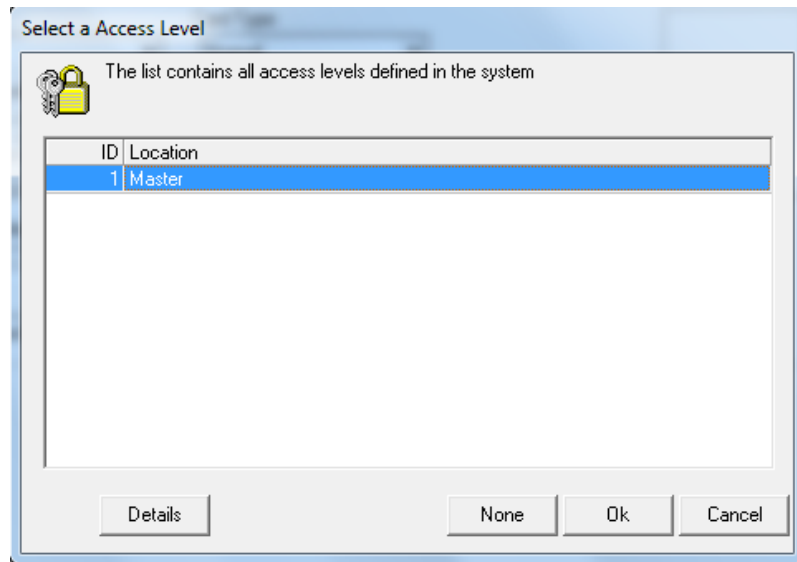 Select a Access Level
The list contains all access levels defined in the system
ID Location
1 Master
Details None Ok Cancel